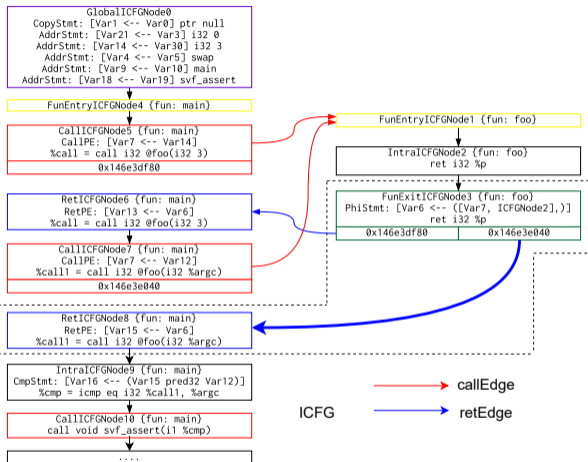 GlobalICFGNode0
CopyStmt: [Var1 <-- Var0] ptr null
AddrStmt: [Var21 <-- Var3] i32 0
AddrStmt: [Var14 <-- Var30] i32 3
AddrStmt: [Var4 <-- Var5] swap
AddrStmt: [Var9 <-- Var10] main
AddrStmt: [Var18 <-- Var19] svf_assert
FunEntryICFGNode4 {fun: main}
CallICFGNode5 {fun: main}
CallPE: [Var7 <-- Var14]
%call = call i32 @foo(i32 3)
0x146e3df80
RetICFGNode6 {fun: main}
RetPE: [Var13 <-- Var6]
%call = call i32 @foo(i32 3)
CallICFGNode7 {fun: main}
CallPE: [Var7 <-- Var12]
%call1 = call i32 @foo(i32 %argc)
0x146e3e040
RetICFGNode8 {fun: main}
RetPE: [Var15 <-- Var6]
%call1 = call i32 @foo(i32 %argc)
IntraICFGNode9 {fun: main}
CmpStmt: [Var16 <-- (Var15 pred32 Var12)]
%cmp = icmp eq i32 %call1, %argc
CallICFGNode10 {fun: main}
call void svf_assert(i1 %cmp)
....
FunEntryICFGNode1 {fun: foo}
IntraICFGNode2 {fun: foo}
ret i32 %p
FunExitICFGNode3 {fun: foo}
PhiStmt: [Var6 <-- ([Var7, ICFGNode2],)]
ret i32 %p
0x146e3df80 0x146e3e040
ICFG
callEdge
retEdge